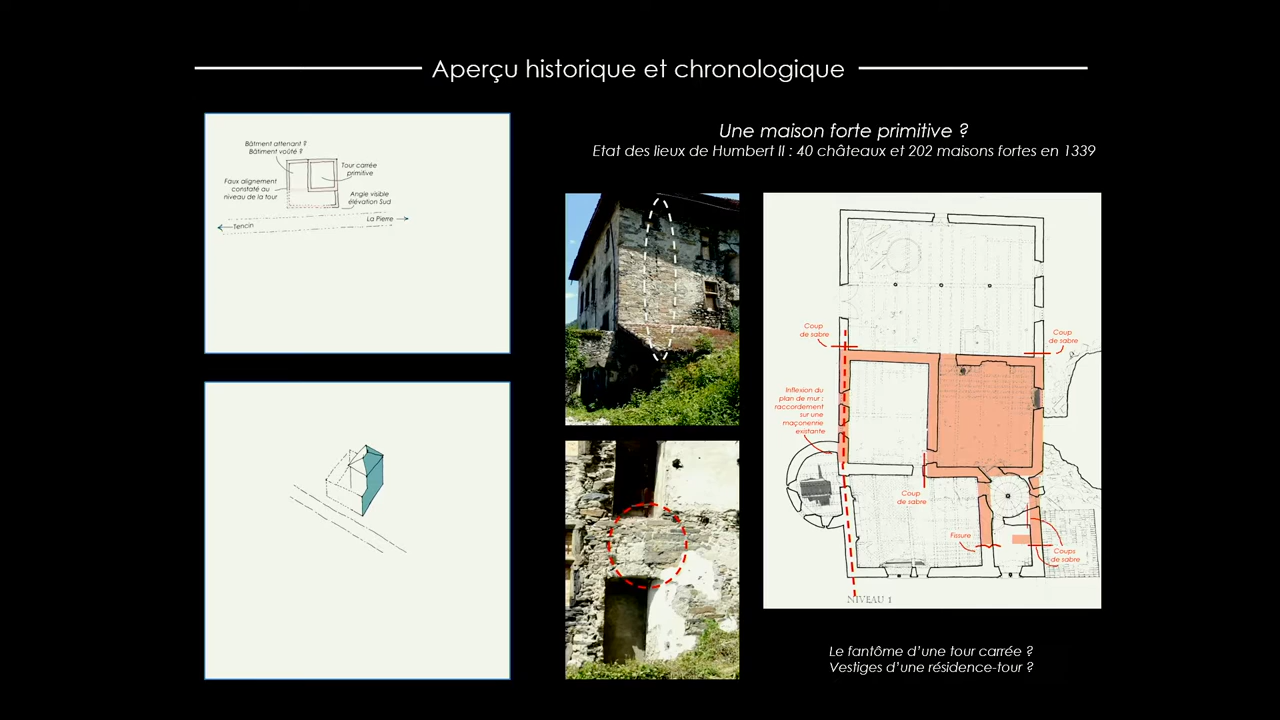 Aperçu historique et chronologique
Bâtment attenant ?
Bâtiment voûté ?
Tour carrée
primitive
Faux alignement
constaté au
niveau de la tour
Angle visible
élévation Sud
La Pierre
Tencin
Une maison forte primitive ?
Etat des lieux de Humbert II : 40 châteaux et 202 maisons fortes en 1339
Coup
de sabre
Coup
de sabre
Inflexion du
plan de mur :
raccordement
sur une
maçonnerie
existante
Coup
de sabre
Fissure
Coups
de sabre
NIVEAU 1
Le fantôme d'une tour carrée ?
Vestiges d'une résidence-tour ?